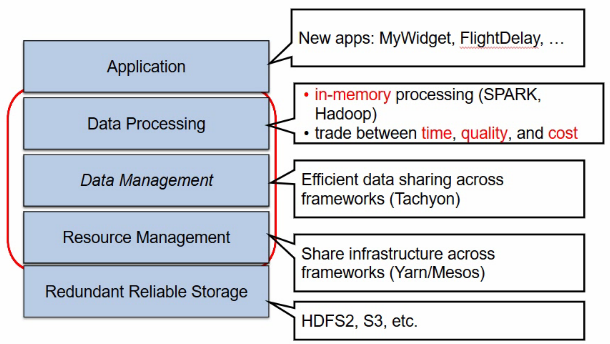 Application
New apps: MyWidget, FlightDelay, …
Data Processing
• in-memory processing (SPARK,
Hadoop)
• trade between time, quality, and cost
Data Management
Efficient data sharing across
frameworks (Tachyon)
Resource Management
Share infrastructure across
frameworks (Yarn/Mesos)
Redundant Reliable Storage
HDFS2, S3, etc.